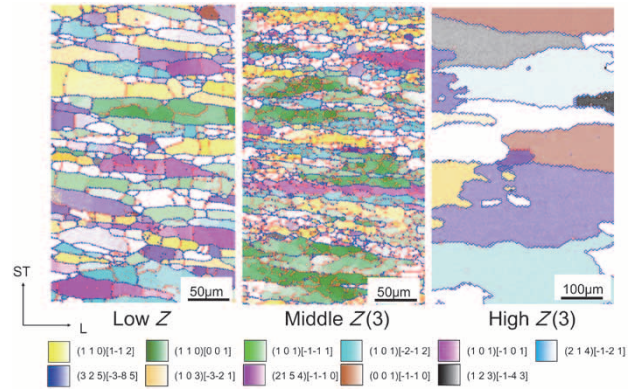 50μm
50μm
100μm
ST
L
Low Z
Middle Z(3)
High Z(3)
(1 1 0)[1-1 2]
(1 1 0)[0 0 1]
(1 0 1)[-1-1 1]
(1 0 1)[-2-1 2]
(1 0 1)[-1 0 1]
(2 1 4)[-1-2 1]
(3 2 5)[-3-8 5]
(1 0 3)[-3-2 1]
(21 5 4)[-1-1 0]
(0 0 1)[-1-1 0]
(1 2 3)[-1-4 3]